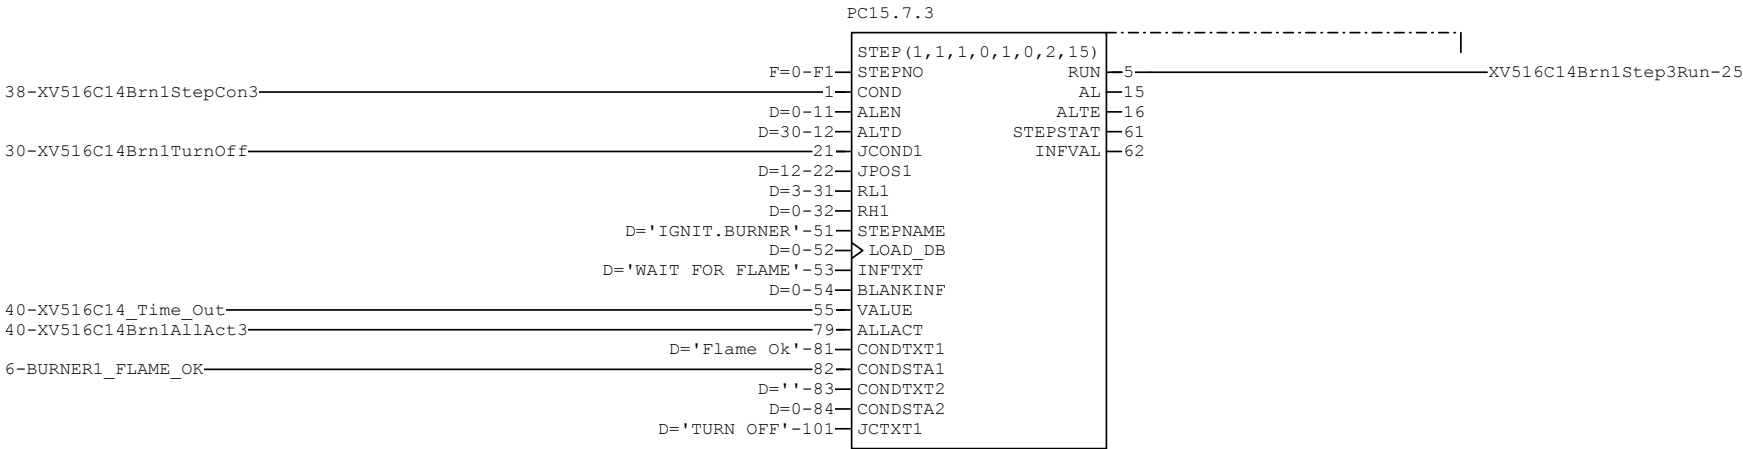 PC15.7.3
STEP(1,1,1,0,1,0,2,15)
F=0-F1 STEPNO RUN 5 XV516C14Brn1Step3Run-25
38-XV516C14Brn1StepCon3 1 COND AL 15
D=0-11 ALEN ALTE 16
D=30-12 ALTD STEPSTAT 61
30-XV516C14Brn1TurnOff 21 JCOND1 INFVAL 62
D=12-22 JPOS1
D=3-31 RL1
D=0-32 RH1
D='IGNIT.BURNER'-51 STEPNAME
D=0-52 LOAD_DB
D='WAIT FOR FLAME'-53 INFTXT
D=0-54 BLANKINF
40-XV516C14_Time_Out 55 VALUE
40-XV516C14Brn1AllAct3 79 ALLACT
D='Flame Ok'-81 CONDTXT1
6-BURNER1_FLAME_OK 82 CONDSTA1
D=''-83 CONDTXT2
D=0-84 CONDSTA2
D='TURN OFF'-101 JCTXT1